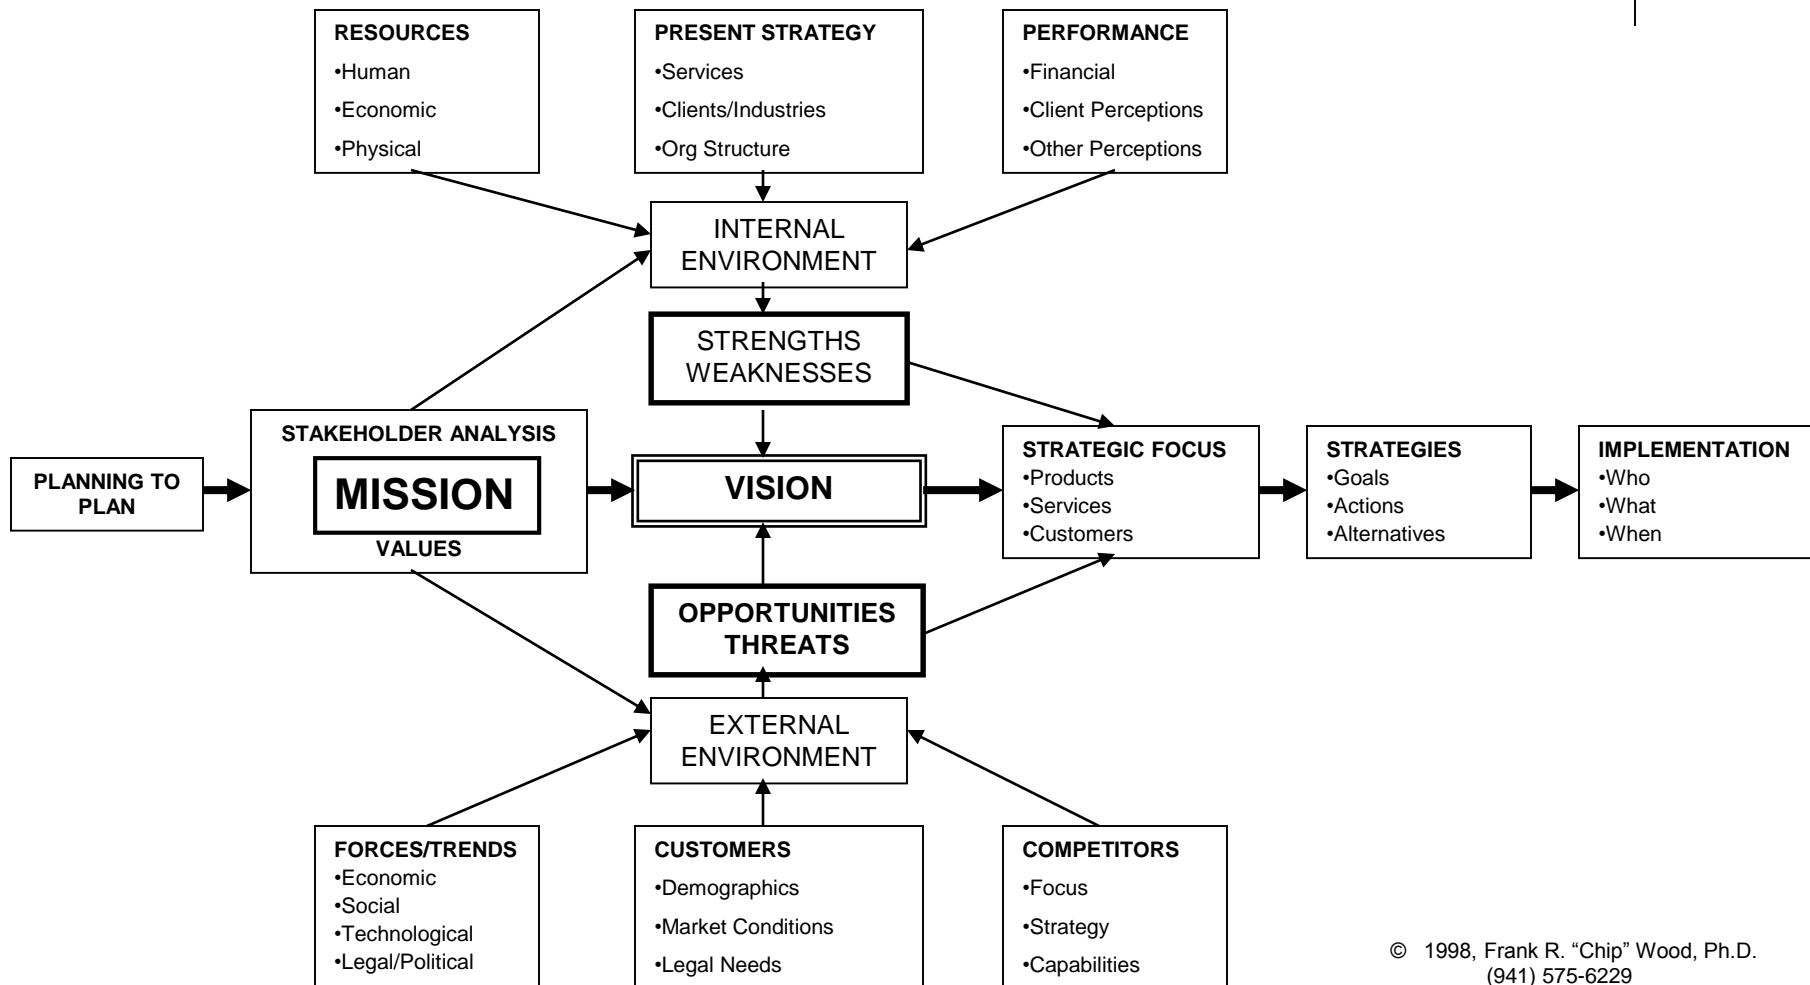 RESOURCES
•Human
•Economic
•Physical
PRESENT STRATEGY
•Services
•Clients/Industries
•Org Structure
PERFORMANCE
•Financial
•Client Perceptions
•Other Perceptions
INTERNAL
ENVIRONMENT
STRENGTHS
WEAKNESSES
PLANNING TO
PLAN
STAKEHOLDER ANALYSIS
MISSION
VALUES
VISION
STRATEGIC FOCUS
•Products
•Services
•Customers
STRATEGIES
•Goals
•Actions
•Alternatives
IMPLEMENTATION
•Who
•What
•When
OPPORTUNITIES
THREATS
EXTERNAL
ENVIRONMENT
FORCES/TRENDS
•Economic
•Social
•Technological
•Legal/Political
CUSTOMERS
•Demographics
•Market Conditions
•Legal Needs
COMPETITORS
•Focus
•Strategy
•Capabilities
© 1998, Frank R. “Chip” Wood, Ph.D.
(941) 575-6229